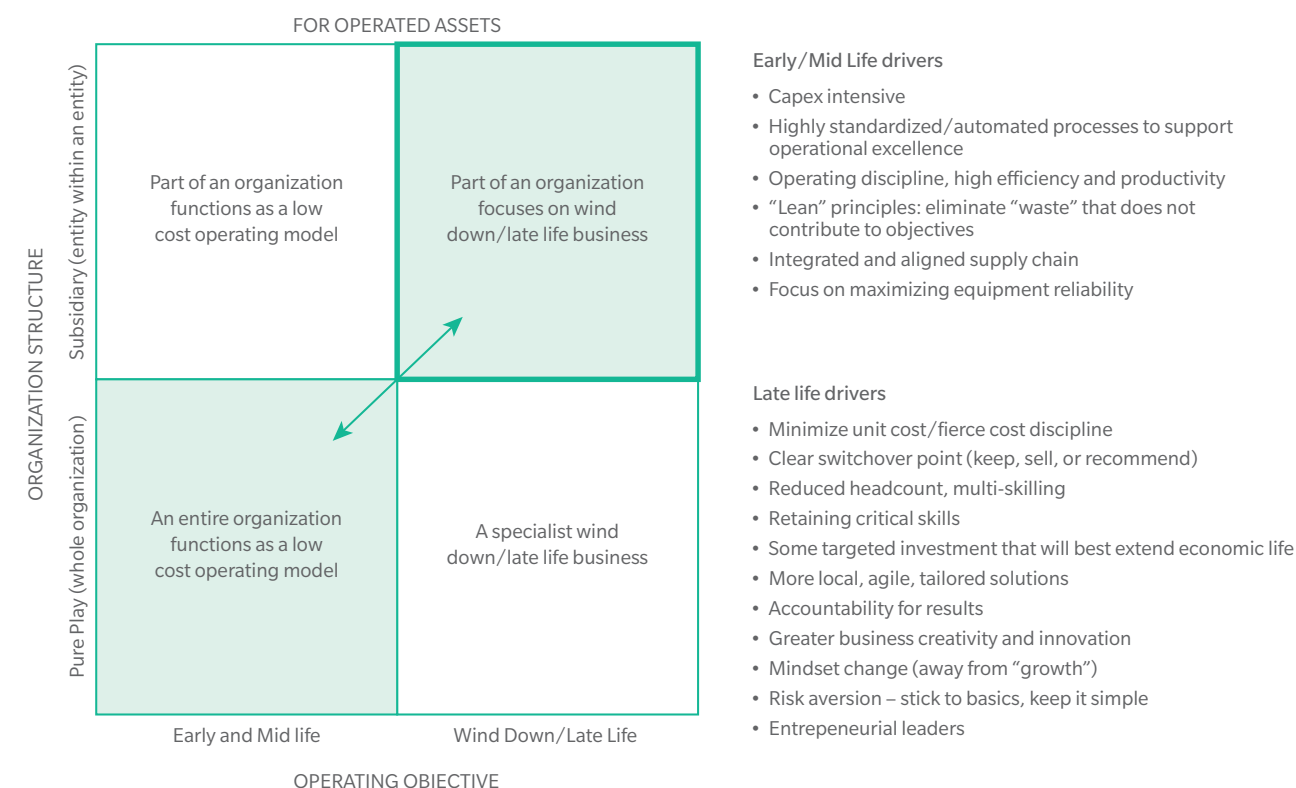 FOR OPERATED ASSETS
ORGANIZATION STRUCTURE
Subsidiary (entity within an entity)
Pure Play (whole organization)
Part of an organization
functions as a low
cost operating model
Part of an organization
focuses on wind
down/late life business
An entire organization
functions as a low
cost operating model
A specialist wind
down/late life business
Early and Mid life
Wind Down/Late Life
OPERATING OBJECTIVE
Early/Mid Life drivers
• Capex intensive
• Highly standardized/automated processes to support
operational excellence
• Operating discipline, high efficiency and productivity
• “Lean” principles: eliminate “waste” that does not
contribute to objectives
• Integrated and aligned supply chain
• Focus on maximizing equipment reliability
Late life drivers
• Minimize unit cost/fierce cost discipline
• Clear switchover point (keep, sell, or recommend)
• Reduced headcount, multi-skilling
• Retaining critical skills
• Some targeted investment that will best extend economic life
• More local, agile, tailored solutions
• Accountability for results
• Greater business creativity and innovation
• Mindset change (away from “growth”)
• Risk aversion – stick to basics, keep it simple
• Entrepeneurial leaders